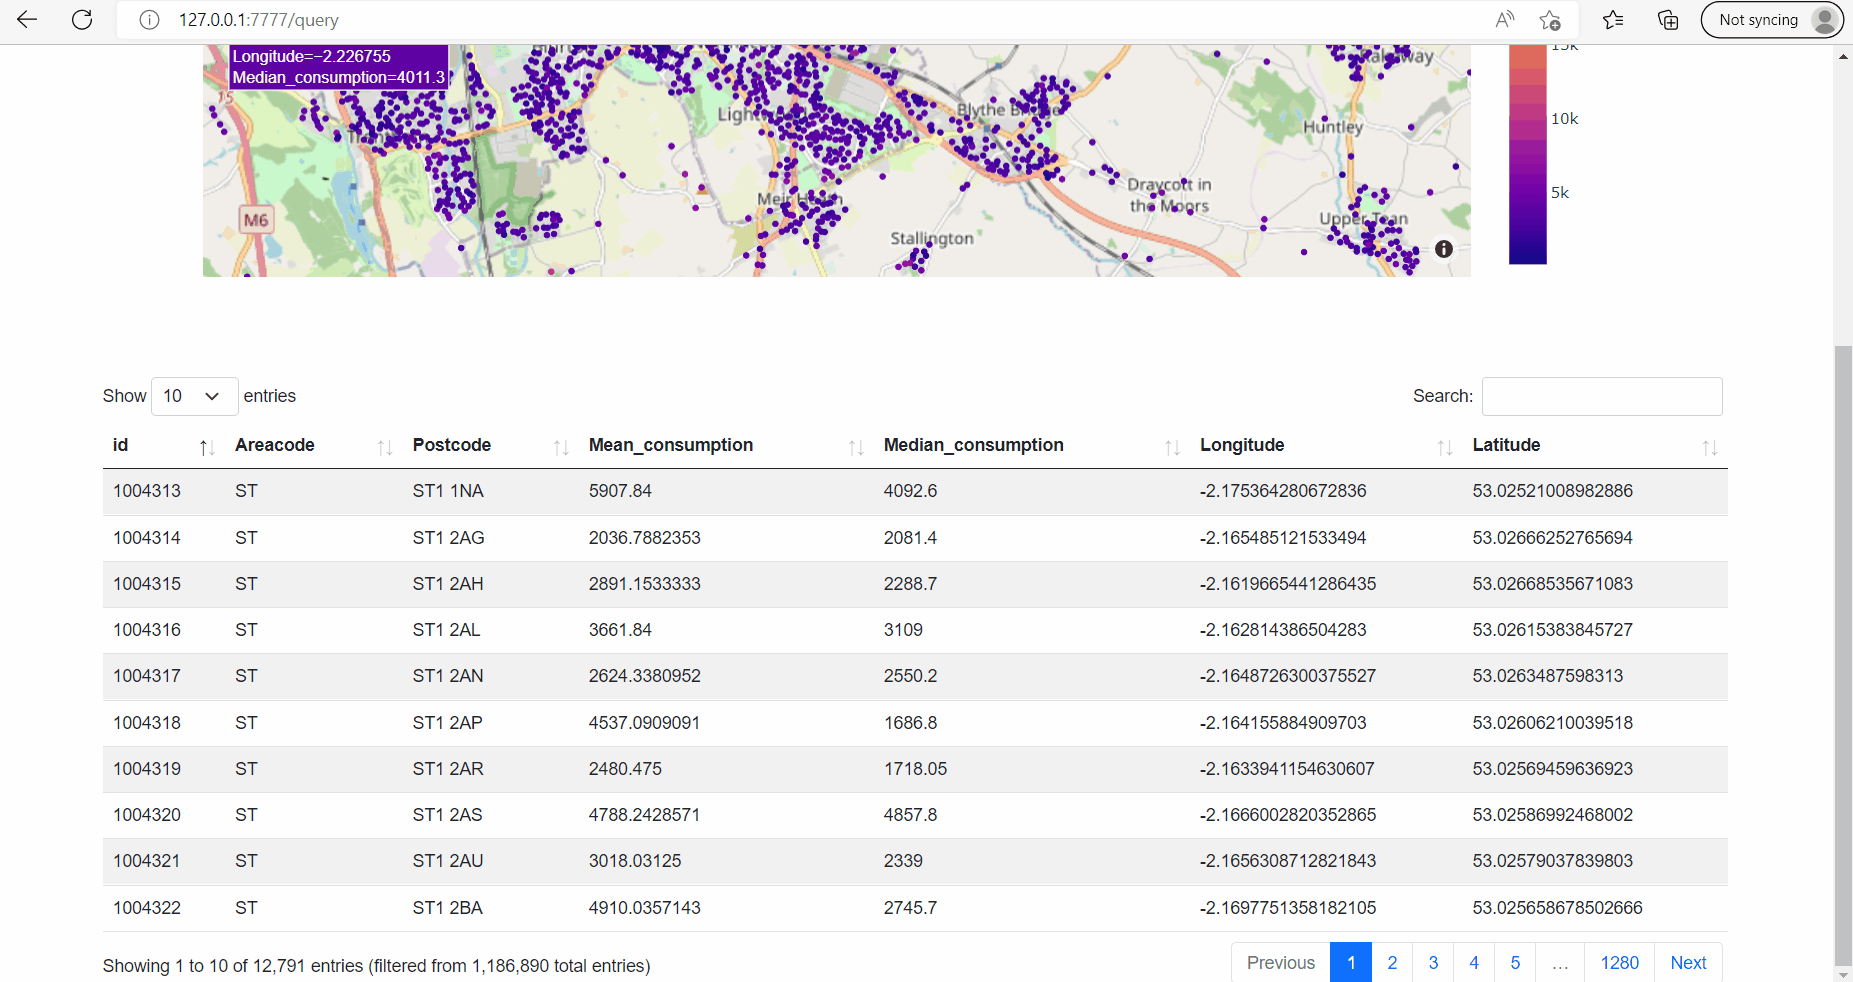 127.0.0.1:7777/query
Not syncing
Longitude=−2.226755
Median_consumption=4011.3
15
M6
Blythe
Meir Heath
Stallington
Draycott in
the Moors
Huntley
Upper Tean
15k
10k
5k
Show 10 entries
Search:
id Areacode Postcode Mean_consumption Median_consumption Longitude Latitude
1004313 ST ST1 1NA 5907.84 4092.6 -2.175364280672836 53.02521008982886
1004314 ST ST1 2AG 2036.7882353 2081.4 -2.165485121533494 53.02666252765694
1004315 ST ST1 2AH 2891.1533333 2288.7 -2.1619665441286435 53.02668535671083
1004316 ST ST1 2AL 3661.84 3109 -2.162814386504283 53.02615383845727
1004317 ST ST1 2AN 2624.3380952 2550.2 -2.1648726300375527 53.0263487598313
1004318 ST ST1 2AP 4537.0909091 1686.8 -2.164155884909703 53.02606210039518
1004319 ST ST1 2AR 2480.475 1718.05 -2.1633941154630607 53.02569459636923
1004320 ST ST1 2AS 4788.2428571 4857.8 -2.1666002820352865 53.02586992468002
1004321 ST ST1 2AU 3018.03125 2339 -2.1656308712821843 53.02579037839803
1004322 ST ST1 2BA 4910.0357143 2745.7 -2.1697751358182105 53.025658678502666
Showing 1 to 10 of 12,791 entries (filtered from 1,186,890 total entries)
Previous 1 2 3 4 5 … 1280 Next